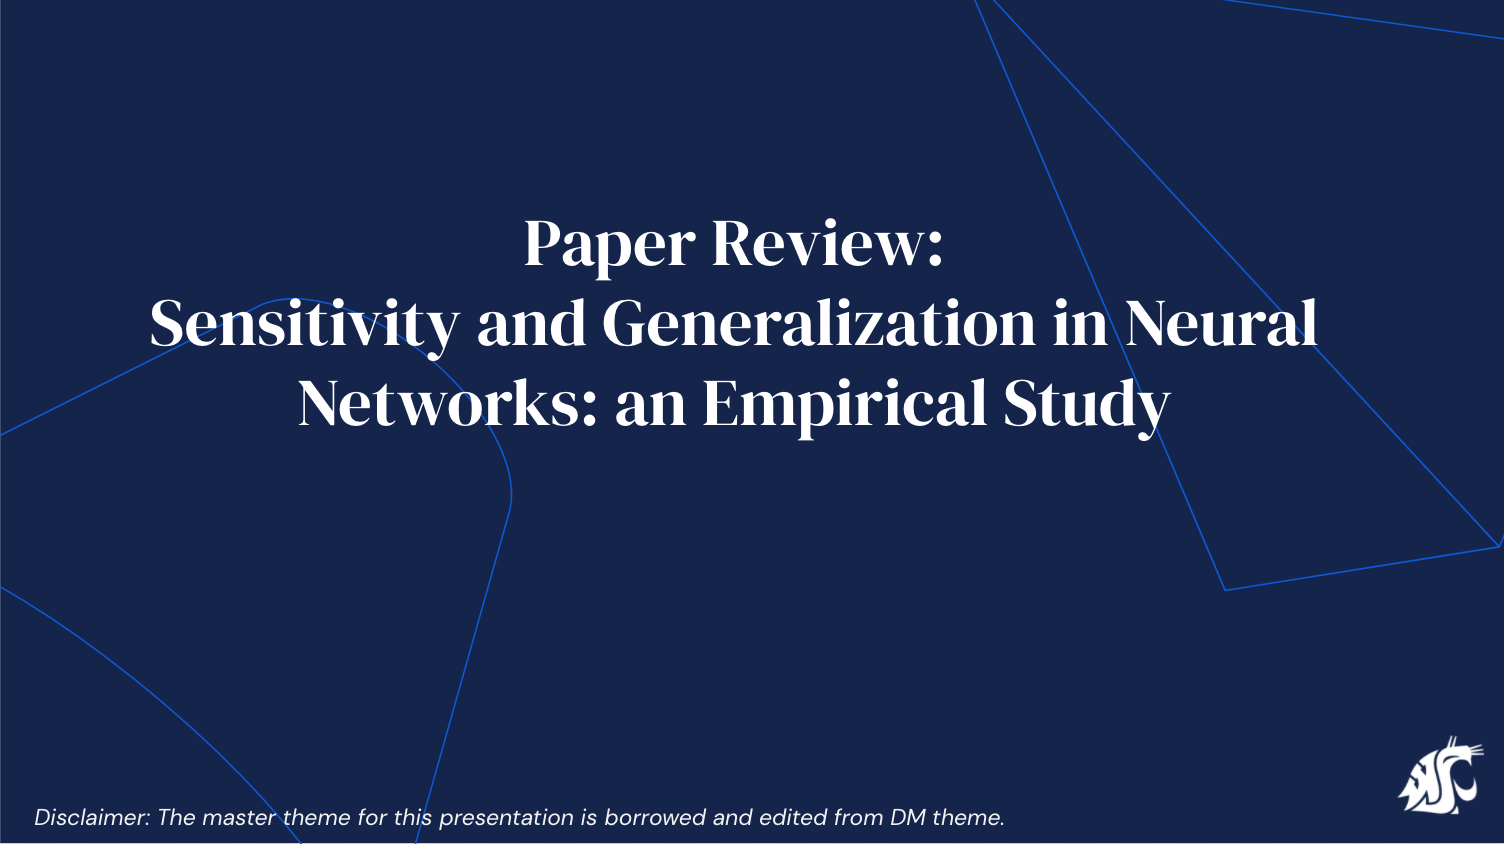 Paper Review:
Sensitivity and Generalization in Neural
Networks: an Empirical Study
Disclaimer: The master theme for this presentation is borrowed and edited from DM theme.
WSC